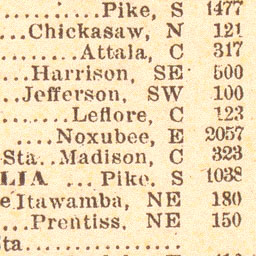 ........Pike, S 1477
...Chickasaw, N 121
........Attala, C 317
...Harrison, SE 500
..Jefferson, SW 100
........Leflore, C 123
.....Noxubee, E 2057
Sta..Madison, C 323
LIA ...Pike. S 1038
e Itawamba, NE 180
...Prentiss. NE 150
Sta................